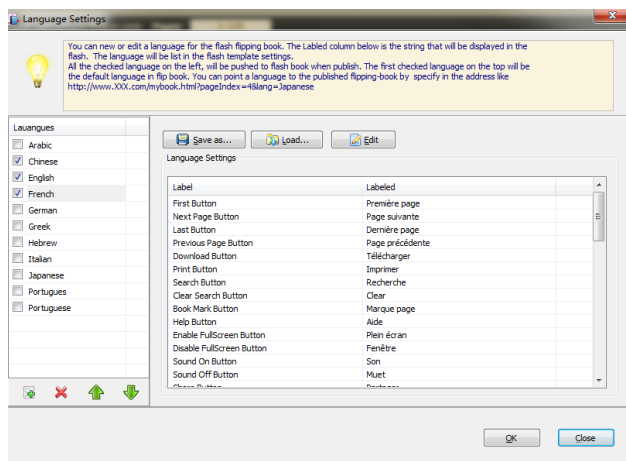 Language Settings
You can new or edit a language for the flash flipping book. The Labled column below is the string that will be displayed in the
flash. The language will be list in the flash template settings.
All the checked language on the left, will be pushed to flash book when publish. The first checked language on the top will be
the default language in flip book. You can point a language to the published flipping-book by specify in the address like
http://www.XXX.com/mybook.html?pageIndex=4&lang=Japanese
Lauangues
Arabic
Chinese
English
French
German
Greek
Hebrew
Italian
Japanese
Portugues
Portuguese
Save as... Load... Edit
Language Settings
Label Labeled
First Button Première page
Next Page Button Page suivante
Last Button Dernière page
Previous Page Button Page précédente
Download Button Télécharger
Print Button Imprimer
Search Button Recherche
Clear Search Button Clear
Book Mark Button Marque page
Help Button Aide
Enable FullScreen Button Plein écran
Disable FullScreen Button Fenêtre
Sound On Button Son
Sound Off Button Muet
Share Button Partager
OK Close